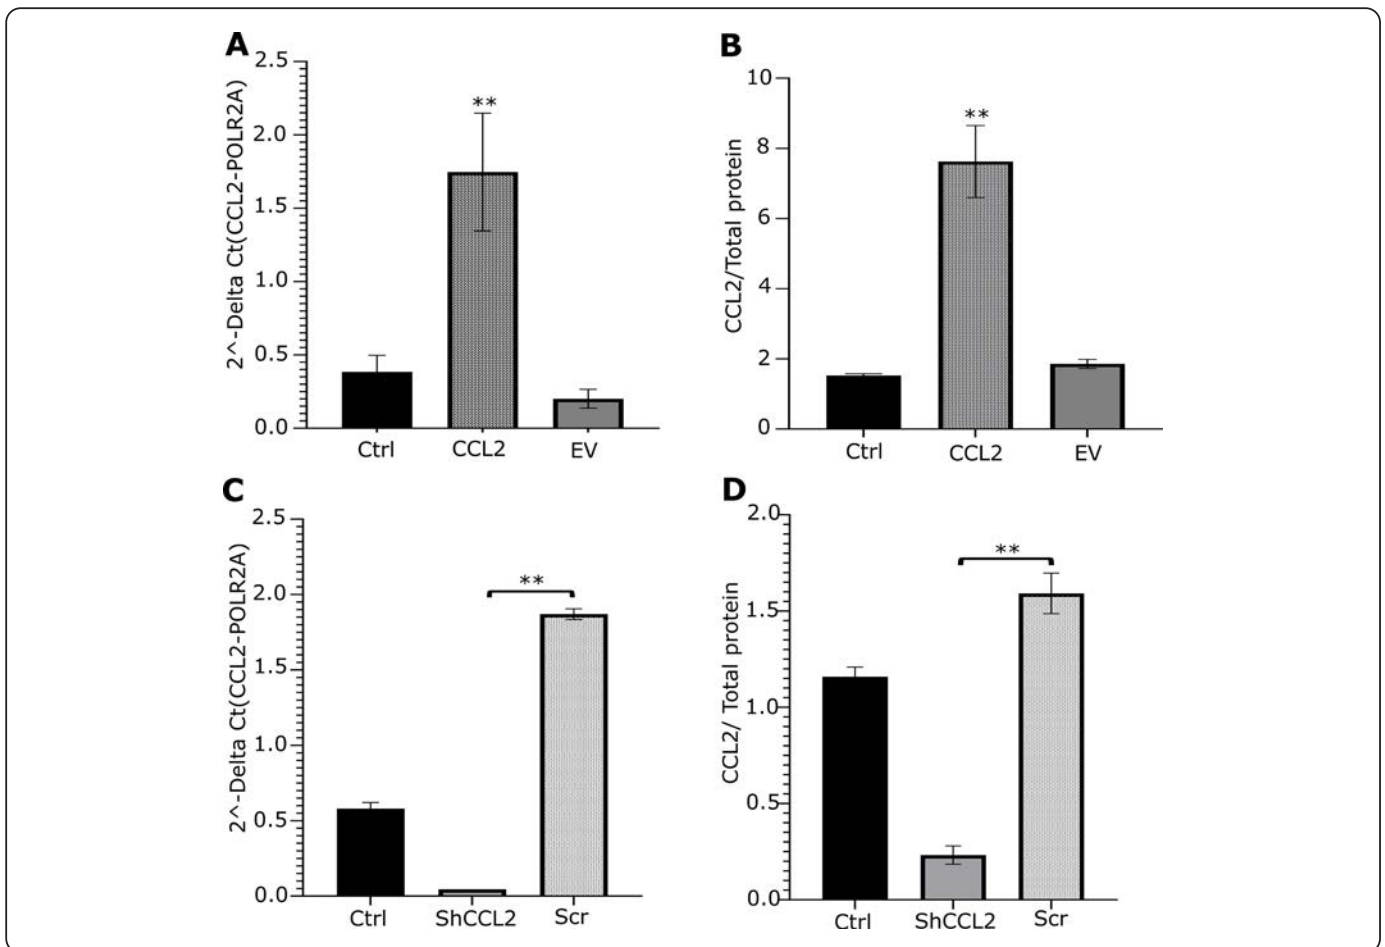 A
2^-Delta Ct(CCL2-POLR2A)
2.5
2.0
1.5
1.0
0.5
0.0
**
Ctrl CCL2 EV
B
CCL2/Total protein
10
8
6
4
2
0
**
Ctrl CCL2 EV
C
2^-Delta Ct(CCL2-POLR2A)
2.5
2.0
1.5
1.0
0.5
0.0
**
Ctrl ShCCL2 Scr
D
CCL2/ Total protein
2.0
1.5
1.0
0.5
0.0
**
Ctrl ShCCL2 Scr